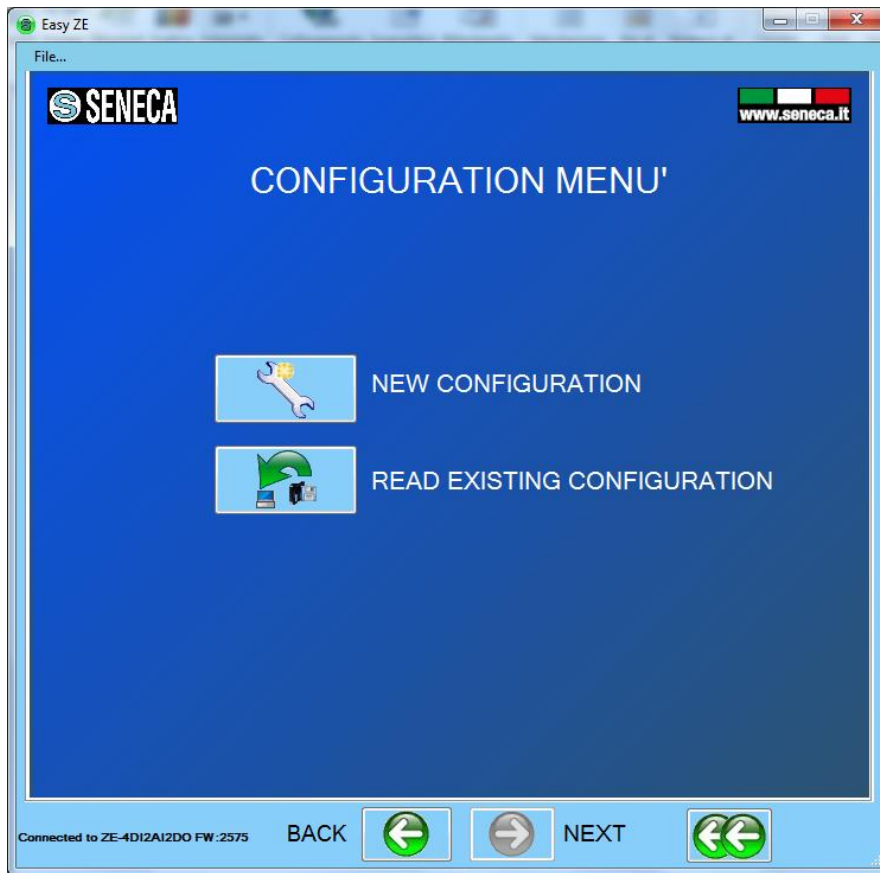 Easy ZE
File...
SENECA
www.seneca.it
CONFIGURATION MENU'
NEW CONFIGURATION
READ EXISTING CONFIGURATION
Connected to ZE-4DI2AI2DO FW:2575
BACK
NEXT